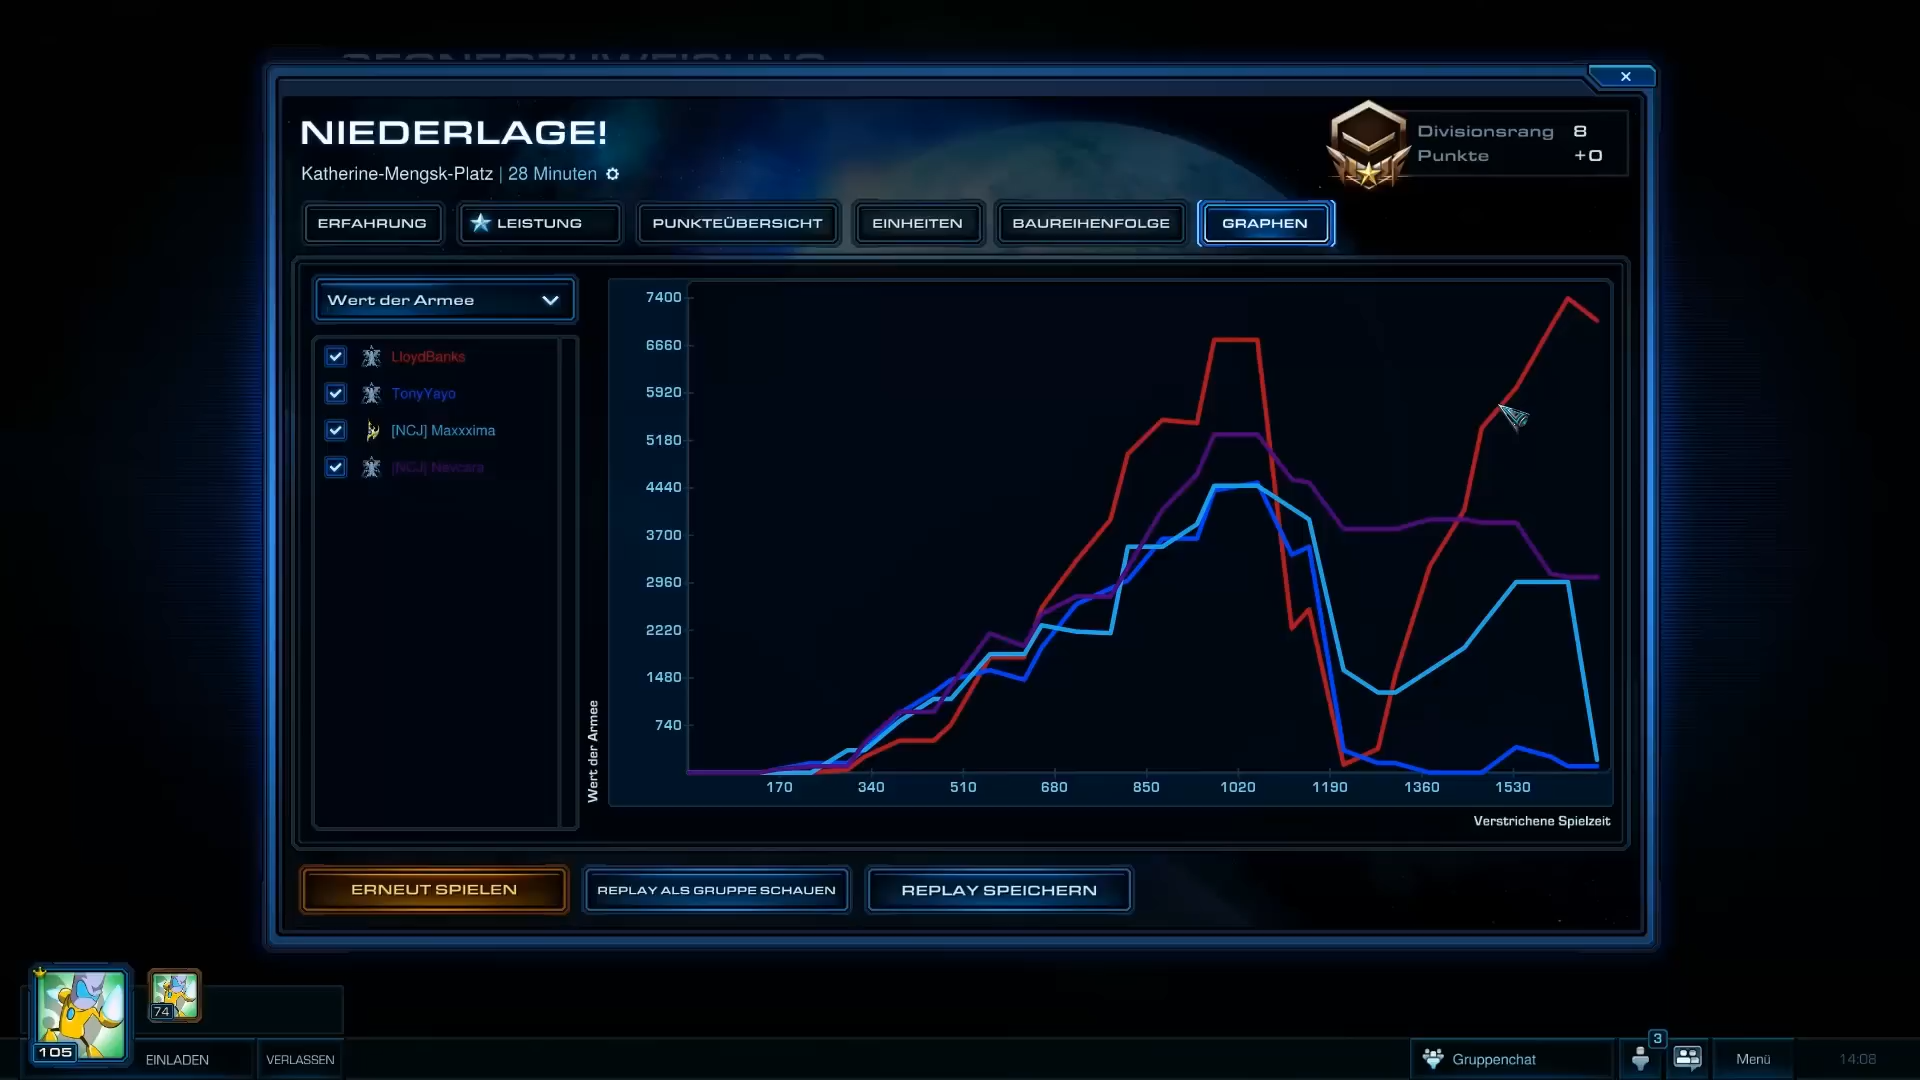 NIEDERLAGE!
Katherine-Mengsk-Platz | 28 Minuten
Divisionsrang 8
Punkte +0
ERFAHRUNG
LEISTUNG
PUNKTEÜBERSICHT
EINHEITEN
BAUREIHENFOLGE
GRAPHEN
Wert der Armee
LloydBanks
TonyYayo
[NCJ] Maxxxima
[NCJ]
7400
6660
5920
5180
4440
3700
2960
2220
1480
740
Wert der Armee
170 340 510 680 850 1020 1190 1360 1530
Verstrichene Spielzeit
ERNEUT SPIELEN
REPLAY ALS GRUPPE SCHAUEN
REPLAY SPEICHERN
105
74
EINLADEN
VERLASSEN
Gruppenchat
3
Menü
14:08